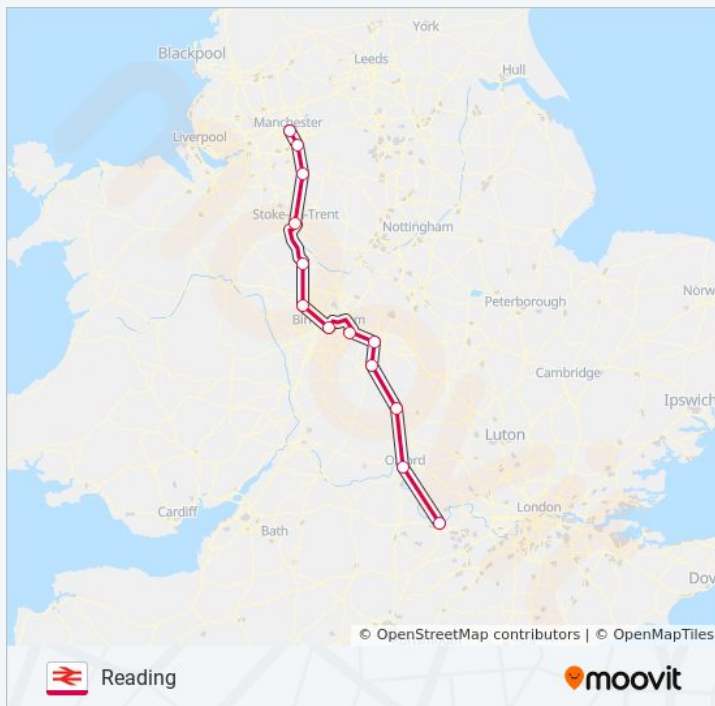 York
Blackpool
Leeds
Hull
Manchester
Liverpool
Stoke-on-Trent
Nottingham
Norw
Peterborough
Birmingham
Cambridge
Ipswich
Luton
Oxford
London
Cardiff
Bath
Dov
© OpenStreetMap contributors | © OpenMapTiles
Reading
moovit